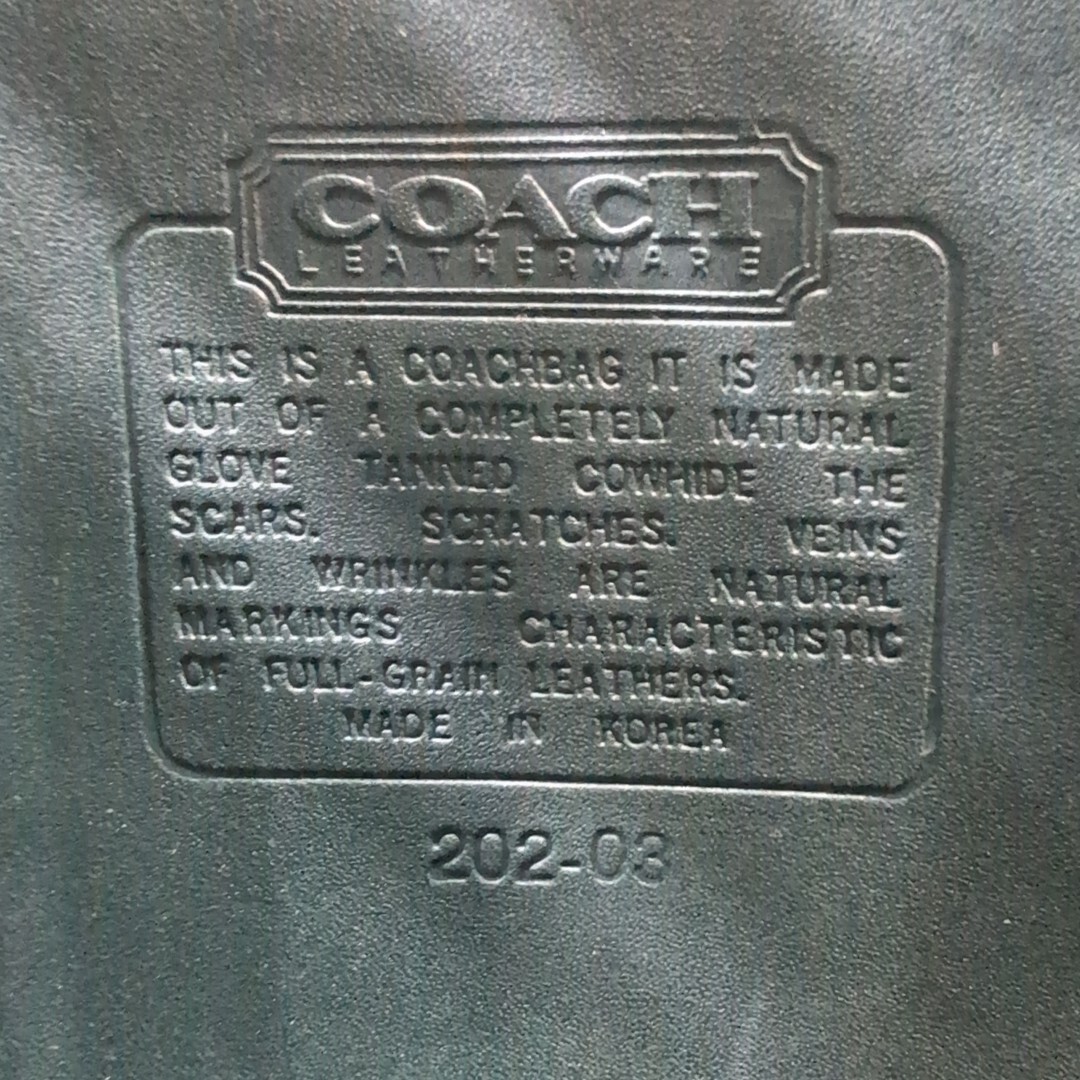 COACH
LEATHERWARE
THIS IS A COACHBAG IT IS MADE
OUT OF A COMPLETELY NATURAL
GLOVE TANNED COWHIDE THE
SCARS. SCRATCHES. VEINS
AND WRINKLES ARE NATURAL
MARKINGS CHARACTERISTIC
OF FULL-GRAIN LEATHERS.
MADE IN KOREA
202-03